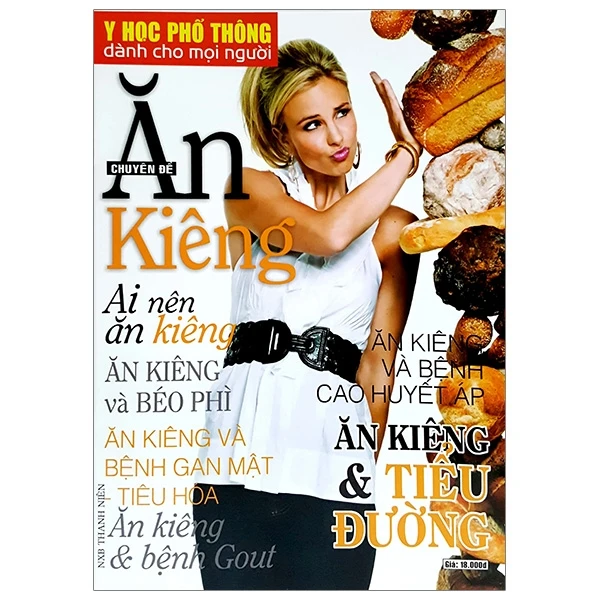 Y HỌC PHỔ THÔNG
dành cho mọi người
Ăn
CHUYÊN ĐỀ
Kiêng
Ai nên
ăn kiêng
ĂN KIÊNG
và BÉO PHÌ
ĂN KIÊNG VÀ
BỆNH GAN MẬT
- TIÊU HÓA
Ăn kiêng
& bệnh Gout
ĂN KIÊNG
VÀ BỆNH
CAO HUYẾT ÁP
ĂN KIÊNG
& TIỂU
ĐƯỜNG
NXB THANH NIÊN
Giá: 18.000đ